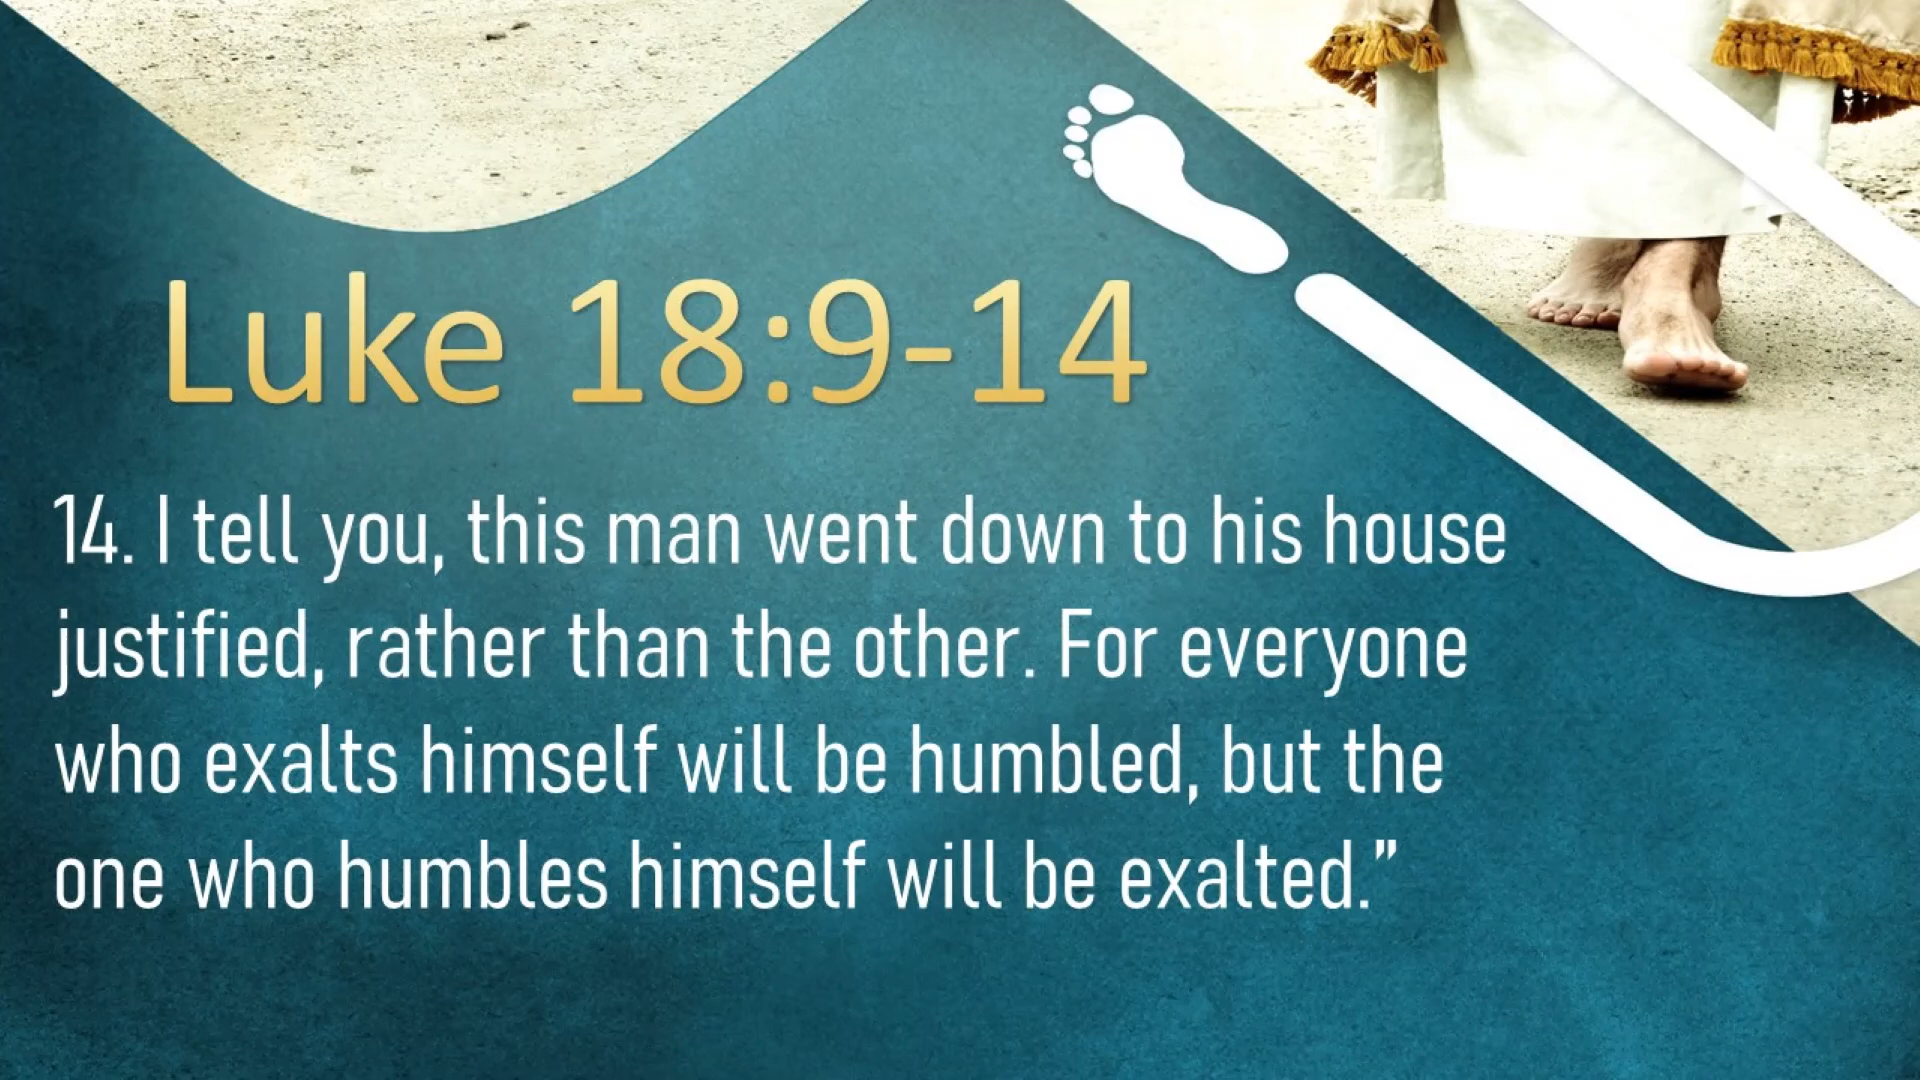 Luke 18:9-14
14. I tell you, this man went down to his house
justified, rather than the other. For everyone
who exalts himself will be humbled, but the
one who humbles himself will be exalted.”